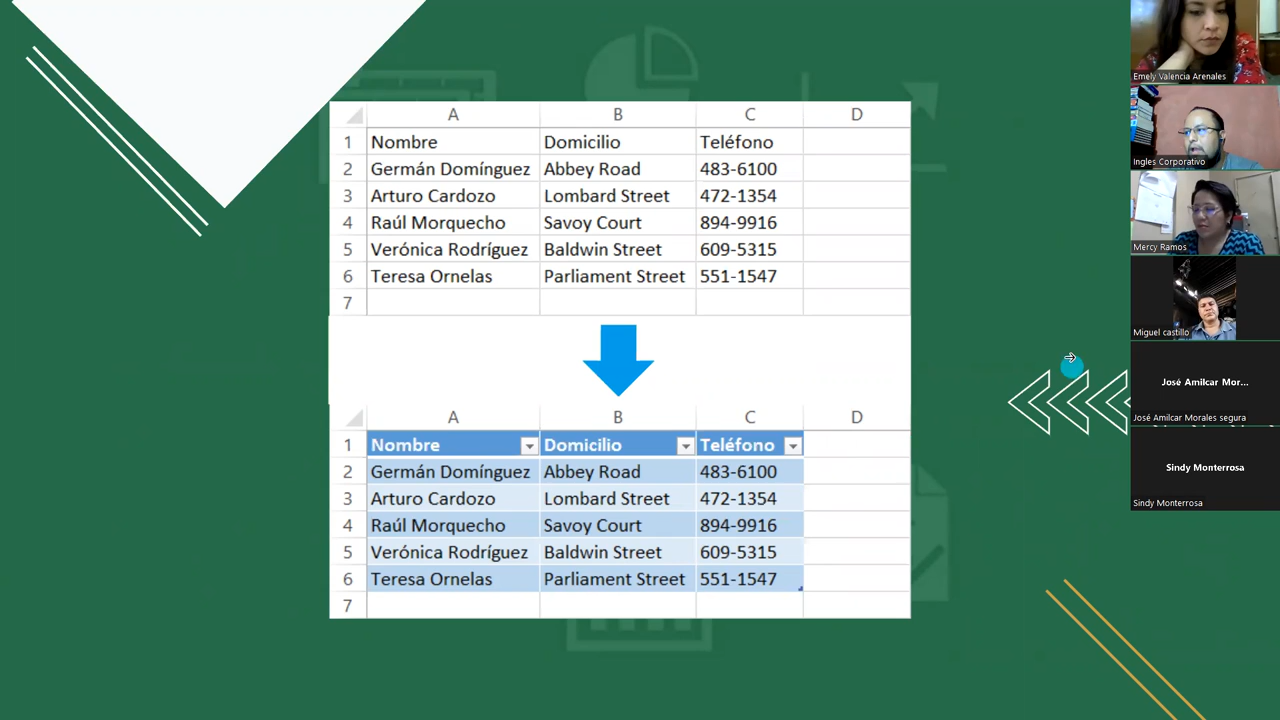 A B C D
1 Nombre Domicilio Teléfono
2 Germán Domínguez Abbey Road 483-6100
3 Arturo Cardozo Lombard Street 472-1354
4 Raúl Morquecho Savoy Court 894-9916
5 Verónica Rodríguez Baldwin Street 609-5315
6 Teresa Ornelas Parliament Street 551-1547
7
A B C D
1 Nombre Domicilio Teléfono
2 Germán Domínguez Abbey Road 483-6100
3 Arturo Cardozo Lombard Street 472-1354
4 Raúl Morquecho Savoy Court 894-9916
5 Verónica Rodríguez Baldwin Street 609-5315
6 Teresa Ornelas Parliament Street 551-1547
7
Emely Valencia Arenales
Ingles Corporativo
Mercy Ramos
Miguel castillo
José Amilcar Mor...
José Amilcar Morales segura
Sindy Monterrosa
Sindy Monterrosa